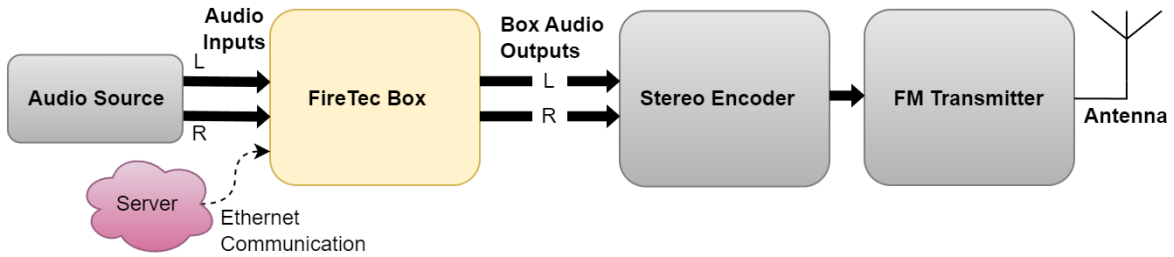 Audio
Inputs
Box Audio
Outputs
L
L
Audio Source
FireTec Box
Stereo Encoder
FM Transmitter
R
R
Antenna
Server
Ethernet
Communication